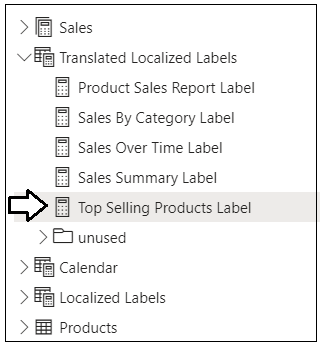 Sales
Translated Localized Labels
Product Sales Report Label
Sales By Category Label
Sales Over Time Label
Sales Summary Label
Top Selling Products Label
unused
Calendar
Localized Labels
Products